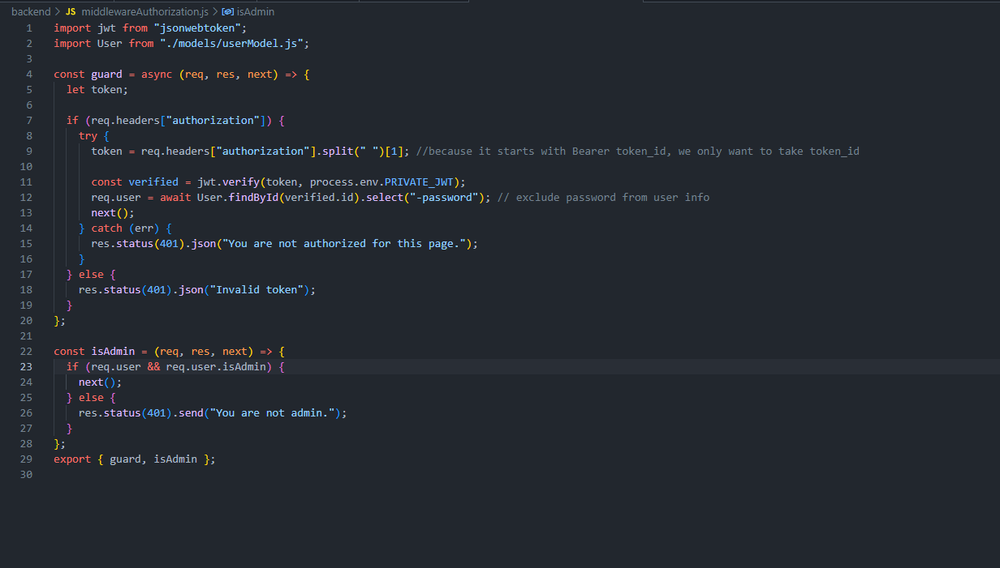 backend > JS middlewareAuthorization.js > isAdmin
1 import jwt from "jsonwebtoken";
2 import User from "./models/userModel.js";
3
4 const guard = async (req, res, next) => {
5 let token;
6
7 if (req.headers["authorization"]) {
8 try {
9 token = req.headers["authorization"].split(" ")[1]; //because it starts with Bearer token_id, we only want to take token_id
10
11 const verified = jwt.verify(token, process.env.PRIVATE_JWT);
12 req.user = await User.findById(verified.id).select("-password"); // exclude password from user info
13 next();
14 } catch (err) {
15 res.status(401).json("You are not authorized for this page.");
16 }
17 } else {
18 res.status(401).json("Invalid token");
19 }
20 };
21
22 const isAdmin = (req, res, next) => {
23 if (req.user && req.user.isAdmin) {
24 next();
25 } else {
26 res.status(401).send("You are not admin.");
27 }
28 };
29 export { guard, isAdmin };
30